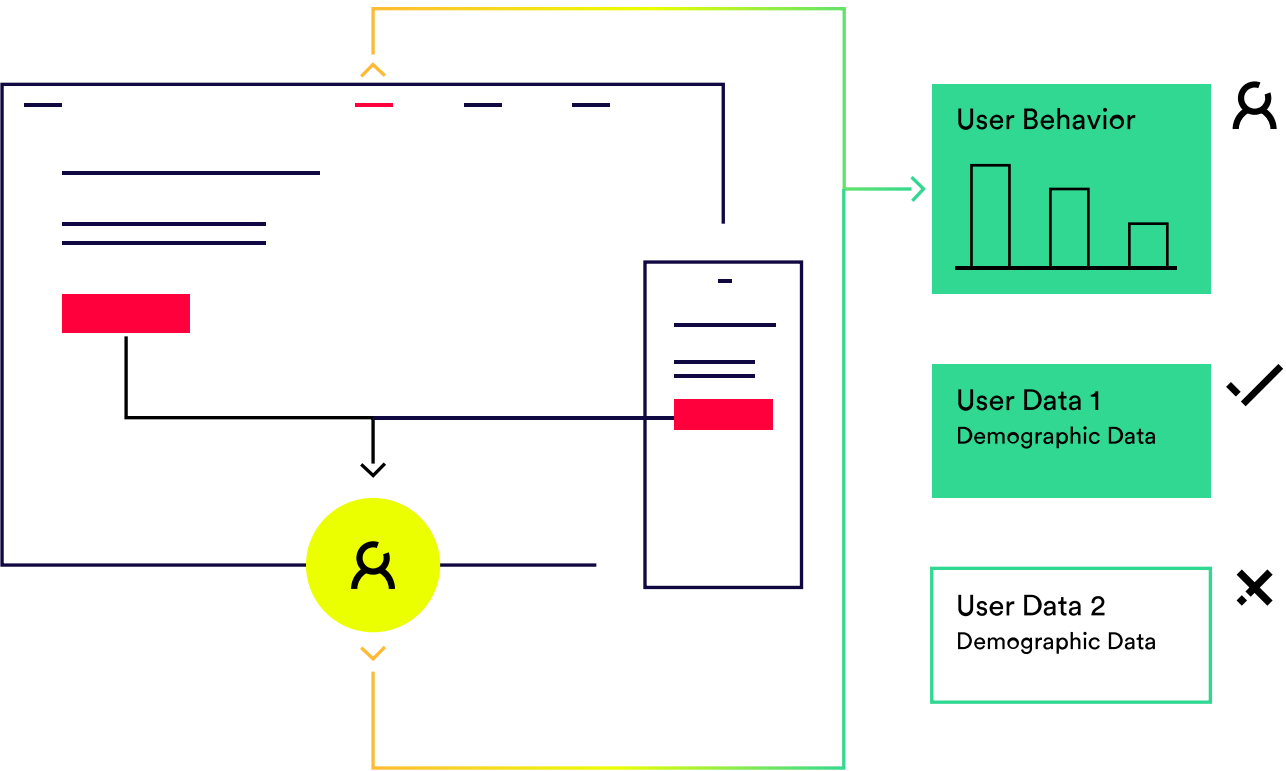 User Behavior
User Data 1
Demographic Data
User Data 2
Demographic Data